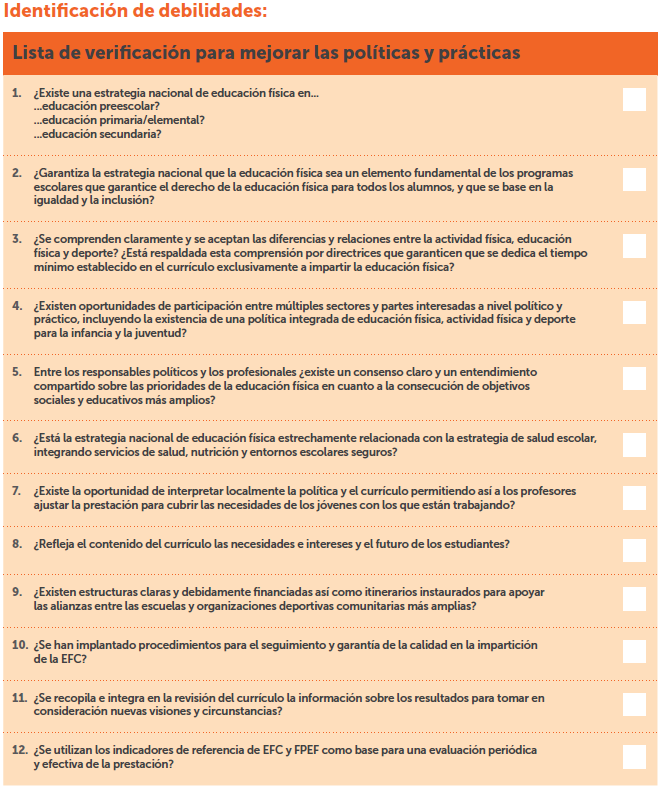 Identificación de debilidades:
Lista de verificación para mejorar las políticas y prácticas
1. ¿Existe una estrategia nacional de educación física en...
...educación preescolar?
...educación primaria/elemental?
...educación secundaria?
2. ¿Garantiza la estrategia nacional que la educación física sea un elemento fundamental de los programas
escolares que garantice el derecho de la educación física para todos los alumnos, y que se base en la
igualdad y la inclusión?
3. ¿Se comprenden claramente y se aceptan las diferencias y relaciones entre la actividad física, educación
física y deporte? ¿Está respaldada esta comprensión por directrices que garanticen que se dedica el tiempo
mínimo establecido en el currículo exclusivamente a impartir la educación física?
4. ¿Existen oportunidades de participación entre múltiples sectores y partes interesadas a nivel político y
práctico, incluyendo la existencia de una política integrada de educación física, actividad física y deporte
para la infancia y la juventud?
5. Entre los responsables políticos y los profesionales ¿existe un consenso claro y un entendimiento
compartido sobre las prioridades de la educación física en cuanto a la consecución de objetivos
sociales y educativos más amplios?
6. ¿Está la estrategia nacional de educación física estrechamente relacionada con la estrategia de salud escolar,
integrando servicios de salud, nutrición y entornos escolares seguros?
7. ¿Existe la oportunidad de interpretar localmente la política y el currículo permitiendo así a los profesores
ajustar la prestación para cubrir las necesidades de los jóvenes con los que están trabajando?
8. ¿Refleja el contenido del currículo las necesidades e intereses y el futuro de los estudiantes?
9. ¿Existen estructuras claras y debidamente financiadas así como itinerarios instaurados para apoyar
las alianzas entre las escuelas y organizaciones deportivas comunitarias más amplias?
10. ¿Se han implantado procedimientos para el seguimiento y garantía de la calidad en la impartición
de la EFC?
11. ¿Se recopila e integra en la revisión del currículo la información sobre los resultados para tomar en
consideración nuevas visiones y circunstancias?
12. ¿Se utilizan los indicadores de referencia de EFC y FPEF como base para una evaluación periódica
y efectiva de la prestación?